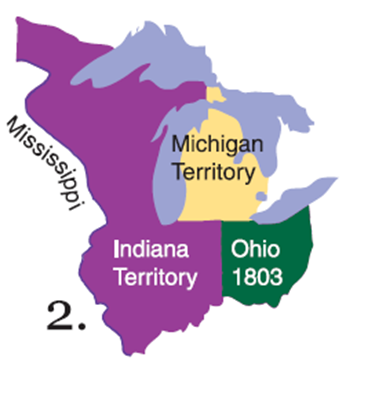 Mississippi
Michigan
Territory
Indiana
Territory
Ohio
1803
2.